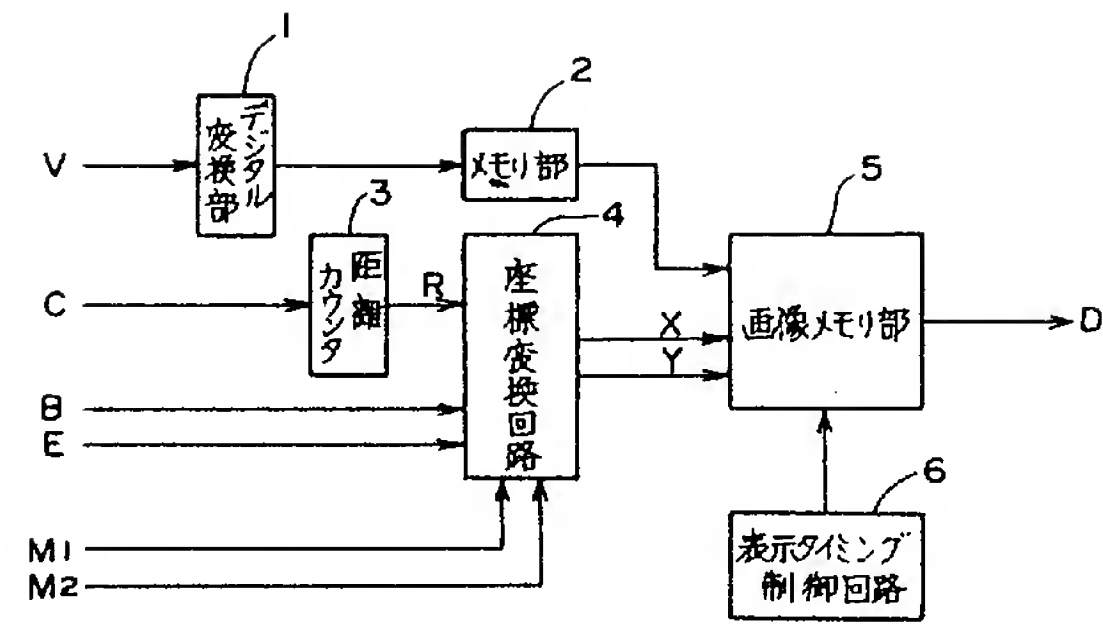 1
デジタル
変換部
V
2
メモリ部
3
距離
カウンタ
C
R
4
座標変換回路
B
E
M1
M2
X
Y
5
画像メモリ部
D
6
表示タイミング
制御回路